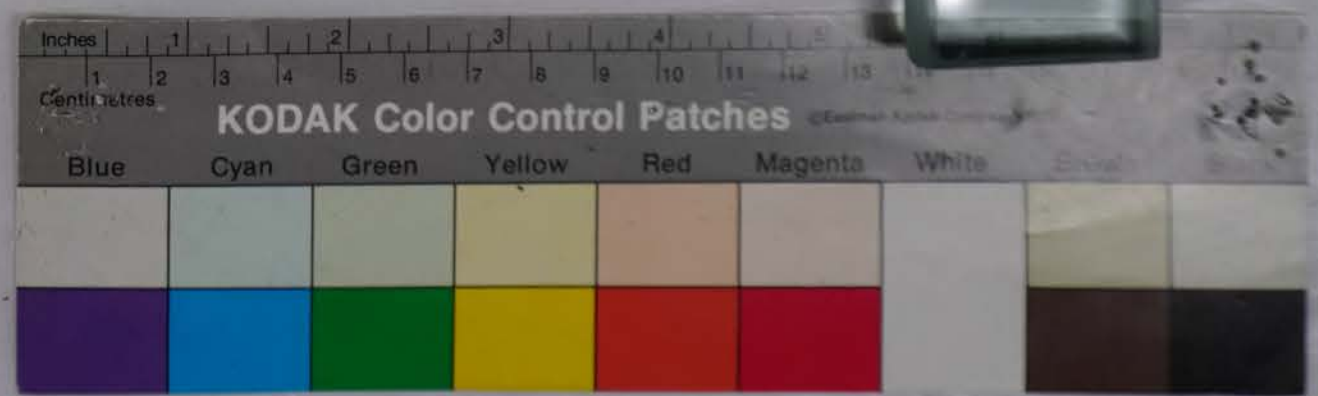 Inches 1 2 3 4 5
1 2 3 4 5 6 7 8 9 10 11 12 13
Centimetres
KODAK Color Control Patches
Blue Cyan Green Yellow Red Magenta White